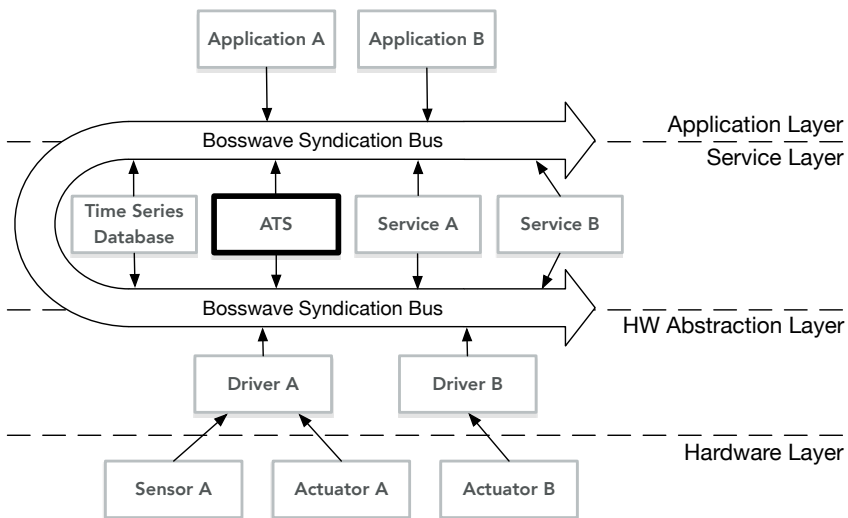 Application A
Application B
Application Layer
Bosswave Syndication Bus
Service Layer
Time Series
Database
ATS
Service A
Service B
Bosswave Syndication Bus
HW Abstraction Layer
Driver A
Driver B
Hardware Layer
Sensor A
Actuator A
Actuator B